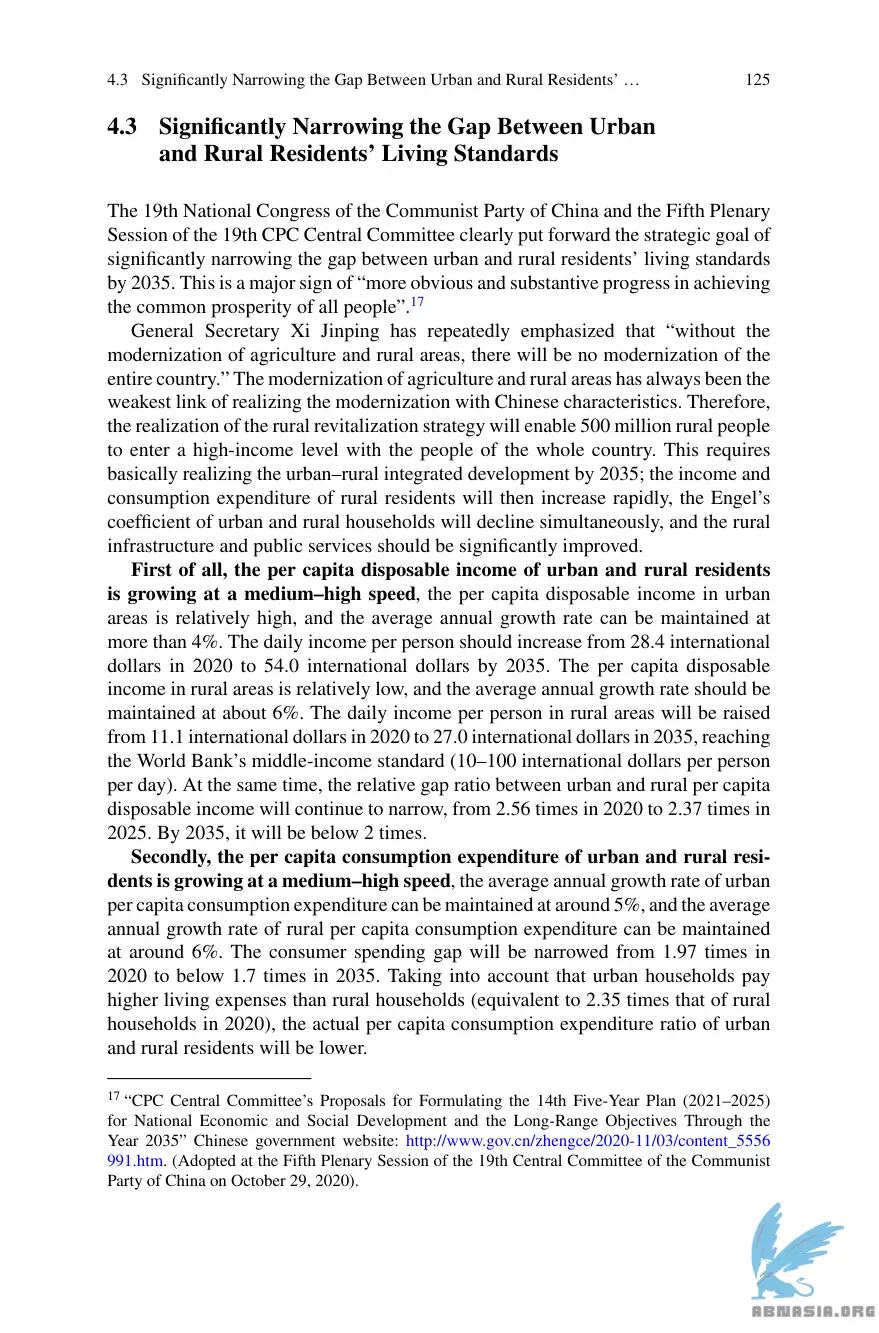 4.3 Significantly Narrowing the Gap Between Urban and Rural Residents’ …
125
4.3 Significantly Narrowing the Gap Between Urban
and Rural Residents’ Living Standards
The 19th National Congress of the Communist Party of China and the Fifth Plenary
Session of the 19th CPC Central Committee clearly put forward the strategic goal of
significantly narrowing the gap between urban and rural residents’ living standards
by 2035. This is a major sign of “more obvious and substantive progress in achieving
the common prosperity of all people”.17
General Secretary Xi Jinping has repeatedly emphasized that “without the
modernization of agriculture and rural areas, there will be no modernization of the
entire country.” The modernization of agriculture and rural areas has always been the
weakest link of realizing the modernization with Chinese characteristics. Therefore,
the realization of the rural revitalization strategy will enable 500 million rural people
to enter a high-income level with the people of the whole country. This requires
basically realizing the urban–rural integrated development by 2035; the income and
consumption expenditure of rural residents will then increase rapidly, the Engel’s
coefficient of urban and rural households will decline simultaneously, and the rural
infrastructure and public services should be significantly improved.
First of all, the per capita disposable income of urban and rural residents
is growing at a medium–high speed, the per capita disposable income in urban
areas is relatively high, and the average annual growth rate can be maintained at
more than 4%. The daily income per person should increase from 28.4 international
dollars in 2020 to 54.0 international dollars by 2035. The per capita disposable
income in rural areas is relatively low, and the average annual growth rate should be
maintained at about 6%. The daily income per person in rural areas will be raised
from 11.1 international dollars in 2020 to 27.0 international dollars in 2035, reaching
the World Bank’s middle-income standard (10–100 international dollars per person
per day). At the same time, the relative gap ratio between urban and rural per capita
disposable income will continue to narrow, from 2.56 times in 2020 to 2.37 times in
2025. By 2035, it will be below 2 times.
Secondly, the per capita consumption expenditure of urban and rural resi-
dents is growing at a medium–high speed, the average annual growth rate of urban
per capita consumption expenditure can be maintained at around 5%, and the average
annual growth rate of rural per capita consumption expenditure can be maintained
at around 6%. The consumer spending gap will be narrowed from 1.97 times in
2020 to below 1.7 times in 2035. Taking into account that urban households pay
higher living expenses than rural households (equivalent to 2.35 times that of rural
households in 2020), the actual per capita consumption expenditure ratio of urban
and rural residents will be lower.
17 “CPC Central Committee’s Proposals for Formulating the 14th Five-Year Plan (2021–2025)
for National Economic and Social Development and the Long-Range Objectives Through the
Year 2035” Chinese government website: http://www.gov.cn/zhengce/2020-11/03/content_5556
991.htm. (Adopted at the Fifth Plenary Session of the 19th Central Committee of the Communist
Party of China on October 29, 2020).
ABNASIA.ORG